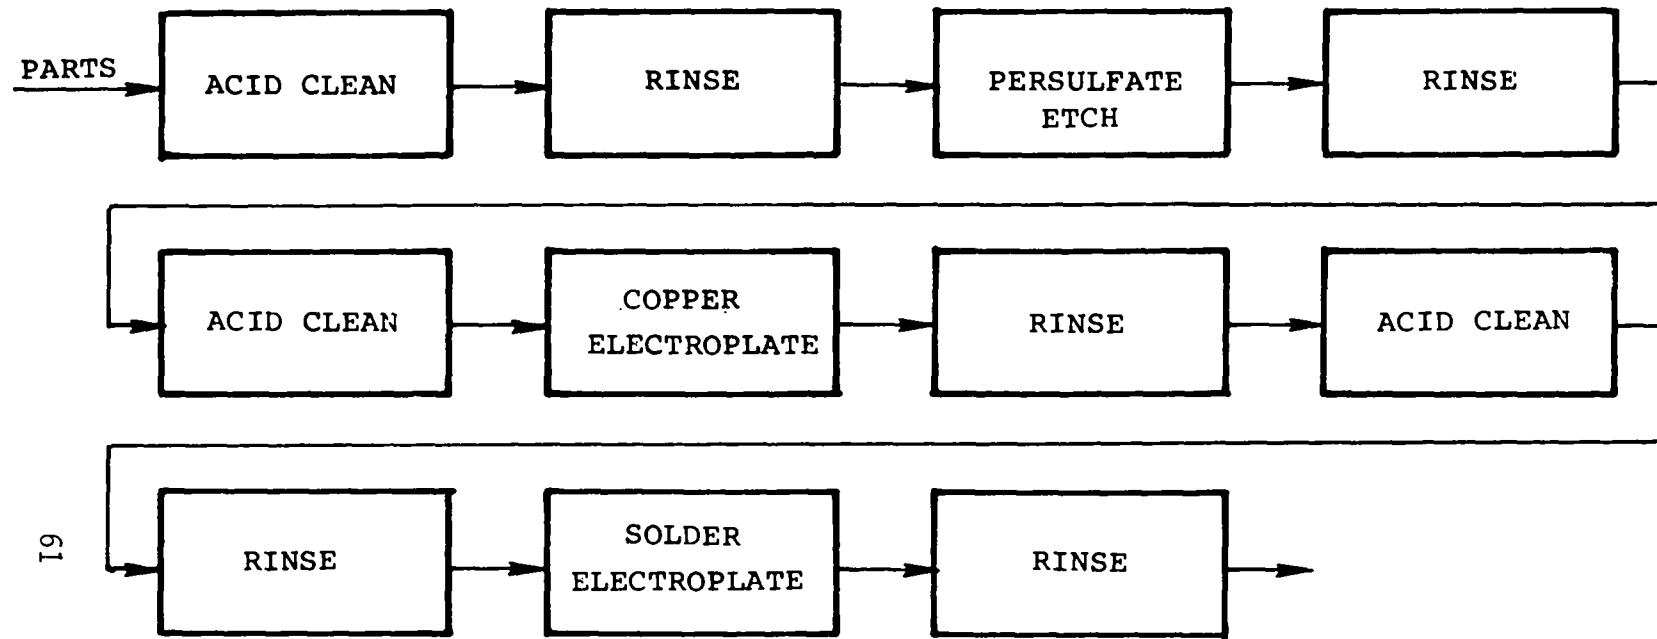 PARTS
ACID CLEAN
RINSE
PERSULFATE
ETCH
RINSE
ACID CLEAN
COPPER
ELECTROPLATE
RINSE
ACID CLEAN
RINSE
SOLDER
ELECTROPLATE
RINSE
61